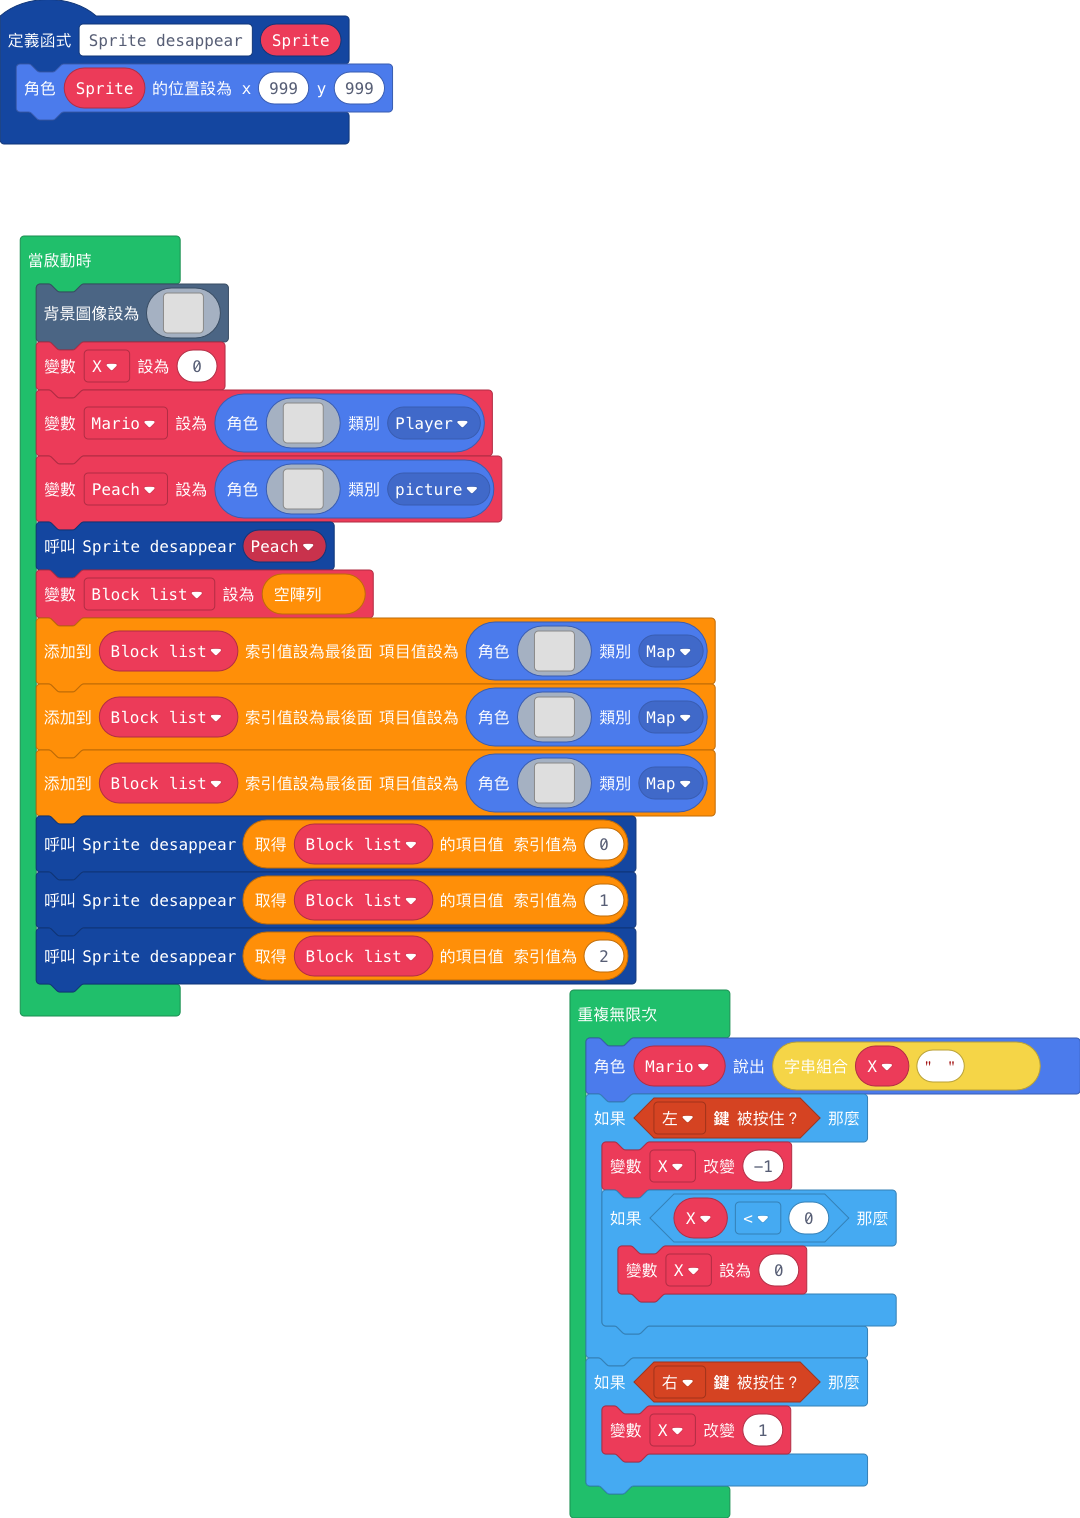 定義函式 Sprite desappear Sprite
角色 Sprite 的位置設為 x 999 y 999
當啟動時
背景圖像設為
變數 X 設為 0
變數 Mario 設為 角色 類別 Player
變數 Peach 設為 角色 類別 picture
呼叫 Sprite desappear Peach
變數 Block list 設為 空陣列
添加到 Block list 索引值設為最後面 項目值設為 角色 類別 Map
添加到 Block list 索引值設為最後面 項目值設為 角色 類別 Map
添加到 Block list 索引值設為最後面 項目值設為 角色 類別 Map
呼叫 Sprite desappear 取得 Block list 的項目值 索引值為 0
呼叫 Sprite desappear 取得 Block list 的項目值 索引值為 1
呼叫 Sprite desappear 取得 Block list 的項目值 索引值為 2
重複無限次
角色 Mario 說出 字串組合 X " "
如果 左 鍵 被按住？ 那麼
變數 X 改變 -1
如果 X < 0 那麼
變數 X 設為 0
如果 右 鍵 被按住？ 那麼
變數 X 改變 1